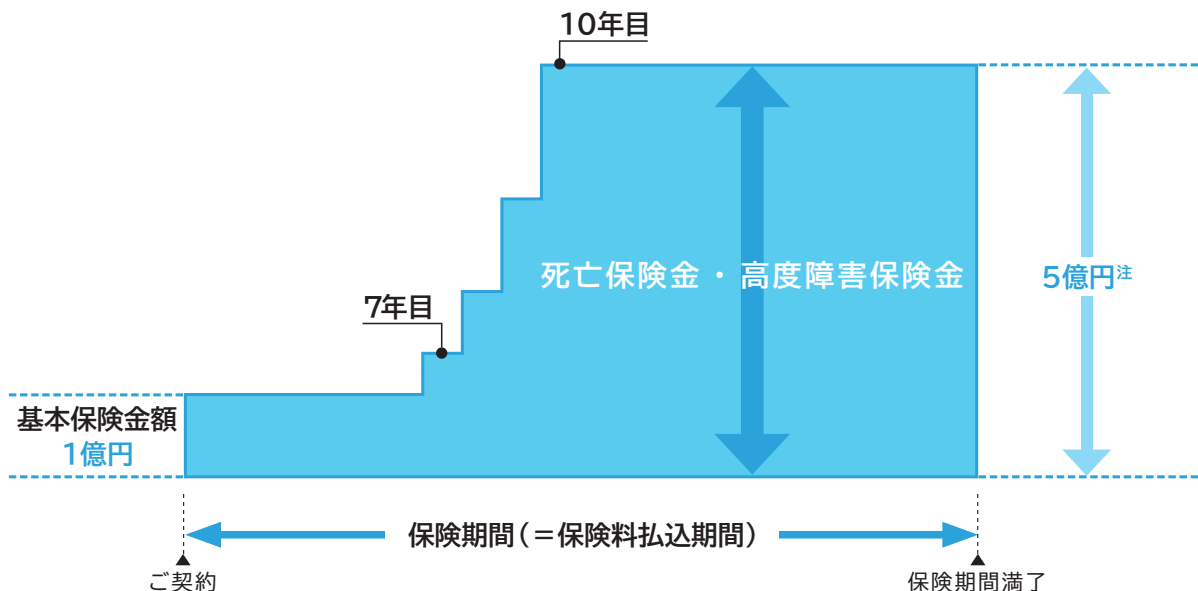 10年目
7年目
死亡保険金・高度障害保険金
5億円注
基本保険金額
1億円
保険期間(=保険料払込期間)
ご契約
保険期間満了